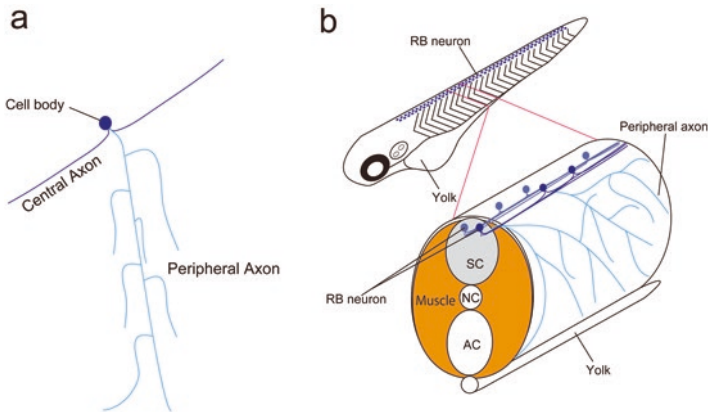 a
Cell body
Central Axon
Peripheral Axon
b
RB neuron
Yolk
Peripheral axon
SC
RB neuron
Muscle
NC
AC
Yolk